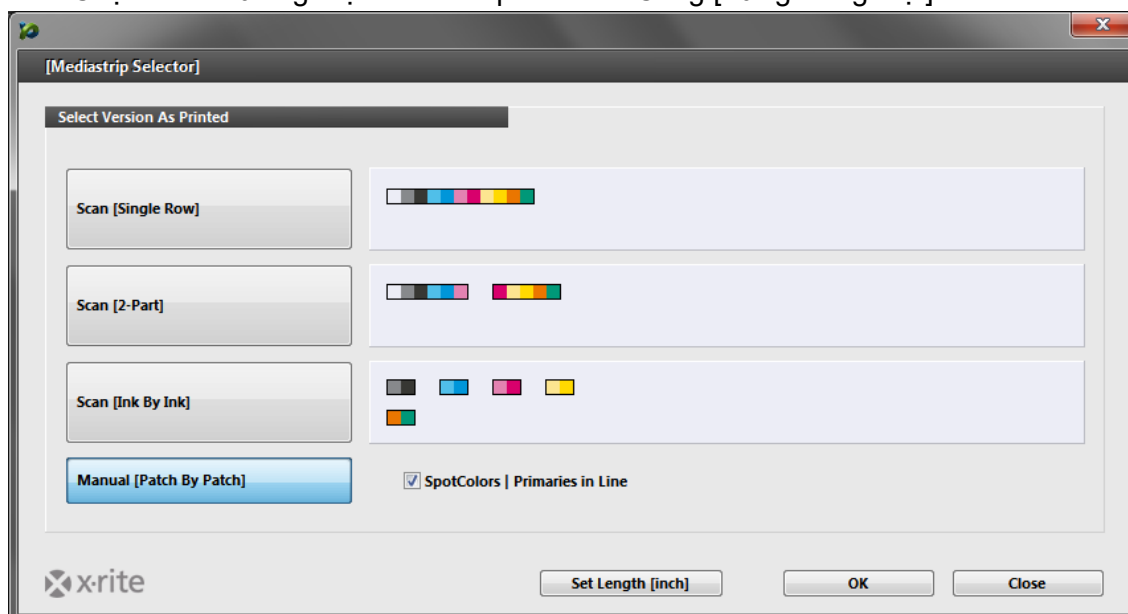 [Mediastrip Selector]
Select Version As Printed
Scan [Single Row]
Scan [2-Part]
Scan [Ink By Ink]
Manual [Patch By Patch]
SpotColors | Primaries in Line
x·rite
Set Length [inch]
OK
Close